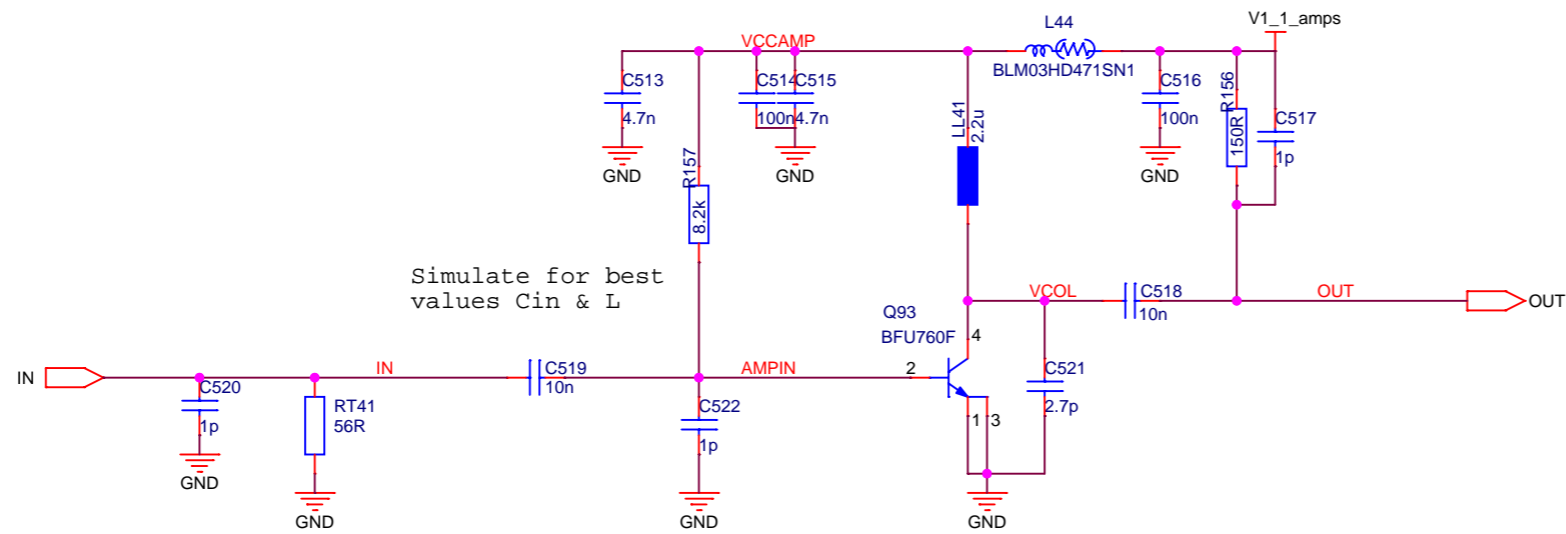 V1_1_amps
L44
BLM03HD471SN1
VCCAMP
C513
4.7n
GND
C514
100n
C515
4.7n
GND
R157
8.2k
LL41
2.2u
C516
100n
GND
R156
150R
C517
1p
Simulate for best
values Cin & L
VCOL
C518
10n
OUT
OUT
Q93
BFU760F
4
2
1
3
C521
2.7p
GND
IN
IN
C519
10n
AMPIN
C520
1p
GND
RT41
56R
GND
C522
1p
GND